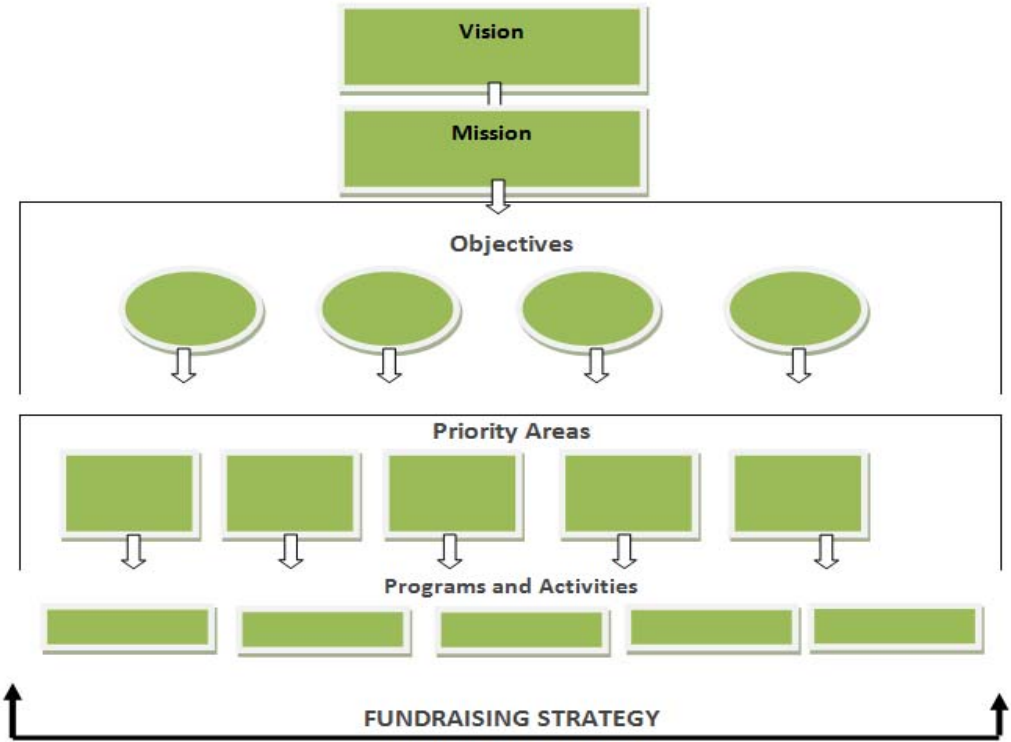 Vision
Mission
Objectives
Priority Areas
Programs and Activities
FUNDRAISING STRATEGY